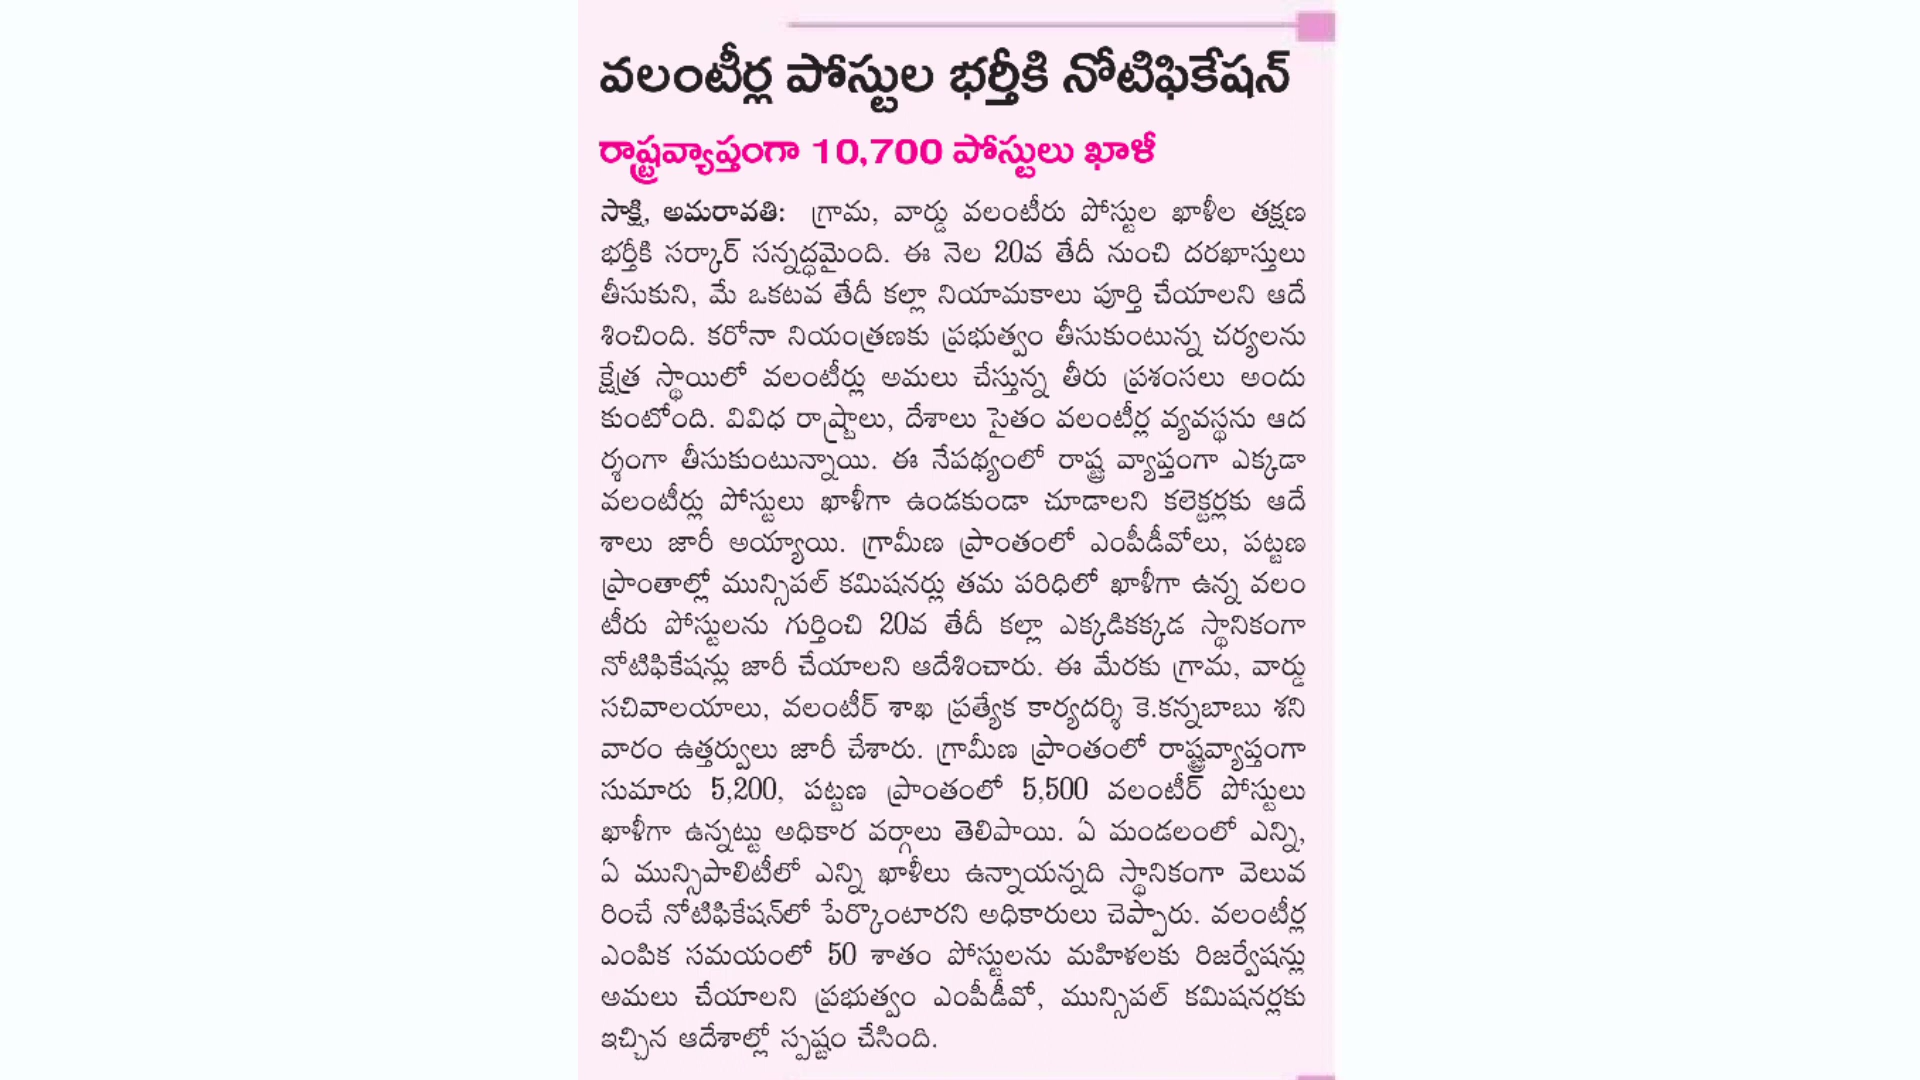 వలంటీర్ల పోస్టుల భర్తీకి నోటిఫికేషన్
రాష్ట్రవ్యాప్తంగా 10,700 పోస్టులు ఖాళీ
సాక్షి, అమరావతి: గ్రామ, వార్డు వలంటీరు పోస్టుల ఖాళీల తక్షణ
భర్తీకి సర్కార్ సన్నద్ధమైంది. ఈ నెల 20వ తేదీ నుంచి దరఖాస్తులు
తీసుకుని, మే ఒకటవ తేదీ కల్లా నియామకాలు పూర్తి చేయాలని ఆదే
శించింది. కరోనా నియంత్రణకు ప్రభుత్వం తీసుకుంటున్న చర్యలను
క్షేత్ర స్థాయిలో వలంటీర్లు అమలు చేస్తున్న తీరు ప్రశంసలు అందు
కుంటోంది. వివిధ రాష్ట్రాలు, దేశాలు సైతం వలంటీర్ల వ్యవస్థను ఆద
ర్శంగా తీసుకుంటున్నాయి. ఈ నేపథ్యంలో రాష్ట్ర వ్యాప్తంగా ఎక్కడా
వలంటీర్లు పోస్టులు ఖాళీగా ఉండకుండా చూడాలని కలెక్టర్లకు ఆదే
శాలు జారీ అయ్యాయి. గ్రామీణ ప్రాంతంలో ఎంపీడీవోలు, పట్టణ
ప్రాంతాల్లో మున్సిపల్ కమిషనర్లు తమ పరిధిలో ఖాళీగా ఉన్న వలం
టీరు పోస్టులను గుర్తించి 20వ తేదీ కల్లా ఎక్కడికక్కడ స్థానికంగా
నోటిఫికేషన్లు జారీ చేయాలని ఆదేశించారు. ఈ మేరకు గ్రామ, వార్డు
సచివాలయాలు, వలంటీర్ శాఖ ప్రత్యేక కార్యదర్శి కె.కన్నబాబు శని
వారం ఉత్తర్వులు జారీ చేశారు. గ్రామీణ ప్రాంతంలో రాష్ట్రవ్యాప్తంగా
సుమారు 5,200, పట్టణ ప్రాంతంలో 5,500 వలంటీర్ పోస్టులు
ఖాళీగా ఉన్నట్టు అధికార వర్గాలు తెలిపాయి. ఏ మండలంలో ఎన్ని,
ఏ మున్సిపాలిటీలో ఎన్ని ఖాళీలు ఉన్నాయన్నది స్థానికంగా వెలువ
రించే నోటిఫికేషన్‌లో పేర్కొంటారని అధికారులు చెప్పారు. వలంటీర్ల
ఎంపిక సమయంలో 50 శాతం పోస్టులను మహిళలకు రిజర్వేషన్లు
అమలు చేయాలని ప్రభుత్వం ఎంపీడీవో, మున్సిపల్ కమిషనర్లకు
ఇచ్చిన ఆదేశాల్లో స్పష్టం చేసింది.